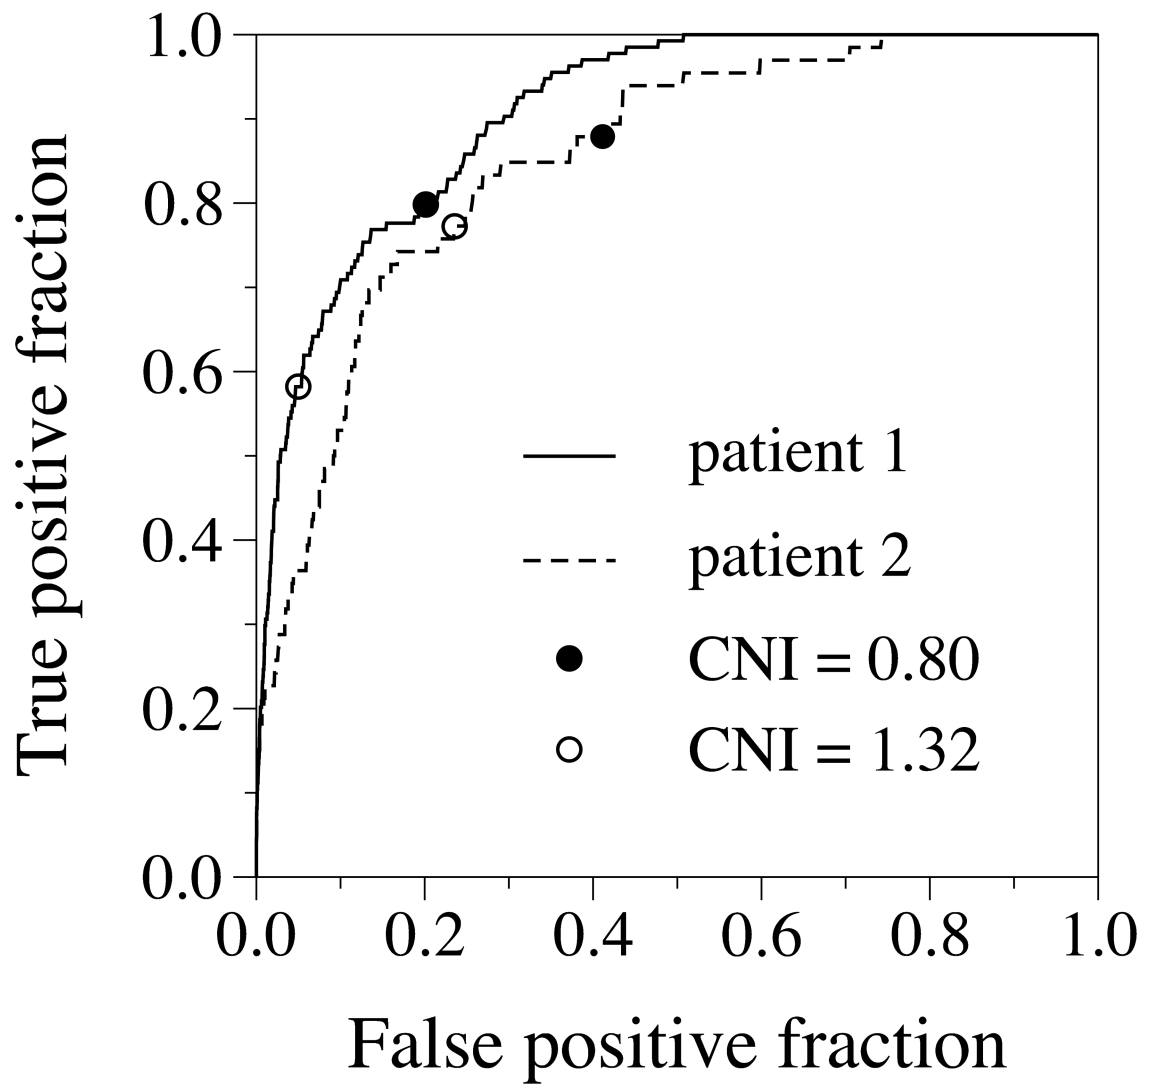 True positive fraction
1.0
0.8
0.6
0.4
0.2
0.0
patient 1
patient 2
CNI = 0.80
CNI = 1.32
0.0 0.2 0.4 0.6 0.8 1.0
False positive fraction